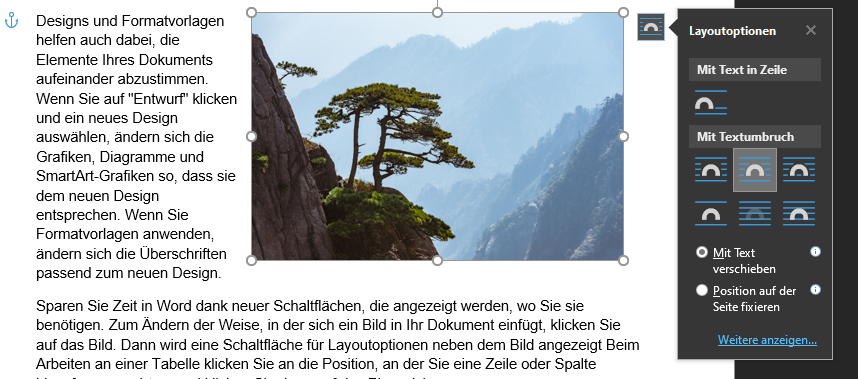 Designs und Formatvorlagen
helfen auch dabei, die
Elemente Ihres Dokuments
aufeinander abzustimmen.
Wenn Sie auf "Entwurf" klicken
und ein neues Design
auswählen, ändern sich die
Grafiken, Diagramme und
SmartArt-Grafiken so, dass sie
dem neuen Design
entsprechen. Wenn Sie
Formatvorlagen anwenden,
ändern sich die Überschriften
passend zum neuen Design.
Sparen Sie Zeit in Word dank neuer Schaltflächen, die angezeigt werden, wo Sie sie
benötigen. Zum Ändern der Weise, in der sich ein Bild in Ihr Dokument einfügt, klicken Sie
auf das Bild. Dann wird eine Schaltfläche für Layoutoptionen neben dem Bild angezeigt Beim
Arbeiten an einer Tabelle klicken Sie an die Position, an der Sie eine Zeile oder Spalte
Layoutoptionen
Mit Text in Zeile
Mit Textumbruch
Mit Text
verschieben
Position auf der
Seite fixieren
Weitere anzeigen...